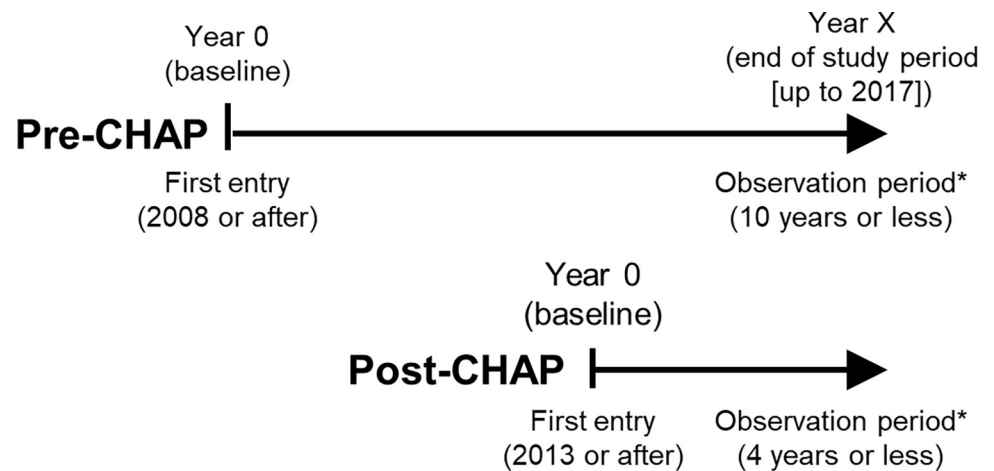 Year 0
(baseline)
Year X
(end of study period
[up to 2017])
Pre-CHAP
First entry
(2008 or after)
Observation period*
(10 years or less)
Year 0
(baseline)
Post-CHAP
First entry
(2013 or after)
Observation period*
(4 years or less)